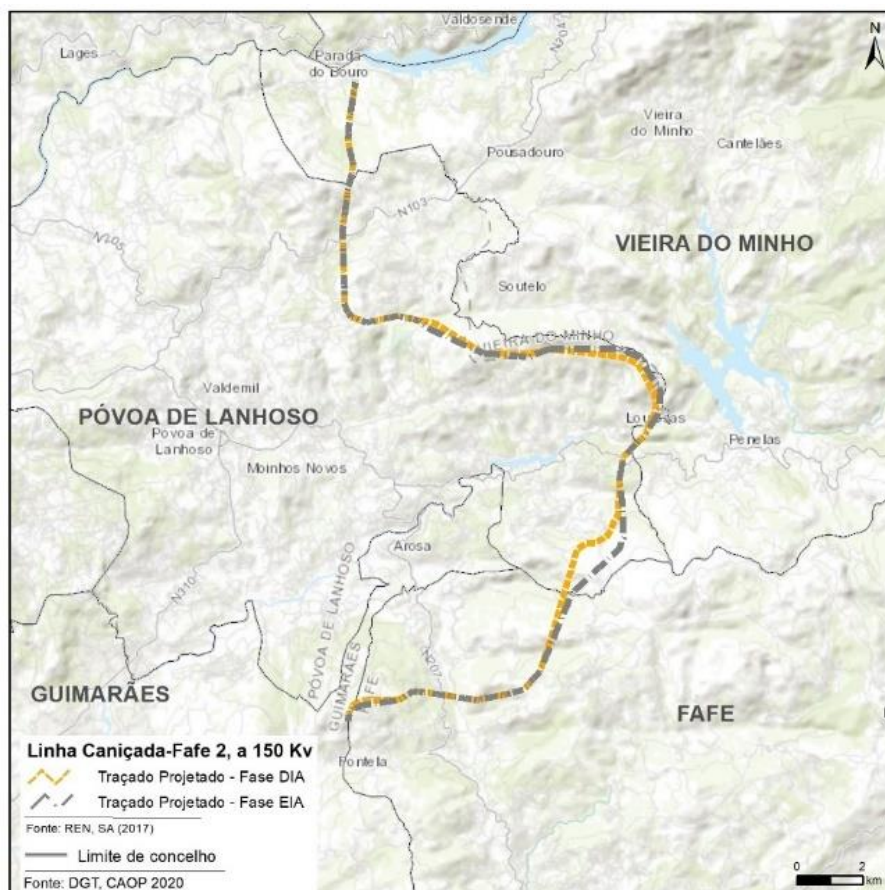 Valdosende
N204
N
Lages
Parada
do Bouro
Vieira
do Minho
Cantelães
Pousadouro
N103
N205
VIEIRA DO MINHO
Soutelo
VIEIRA DO MINHO
Valdemil
PÓVOA DE LANHOSO
Póvoa de
Lanhoso
Penelas
Moinhos Novos
Arosa
N310
PÓVOA DE LANHOSO
GUIMARÃES
FAFE
N207
GUIMARÃES
FAFE
Linha Caniçada-Fafe 2, a 150 Kv
Traçado Projetado - Fase DIA
Traçado Projetado - Fase EIA
Fonte: REN, SA (2017)
Limite de concelho
Fonte: DGT, CAOP 2020
0 2
km